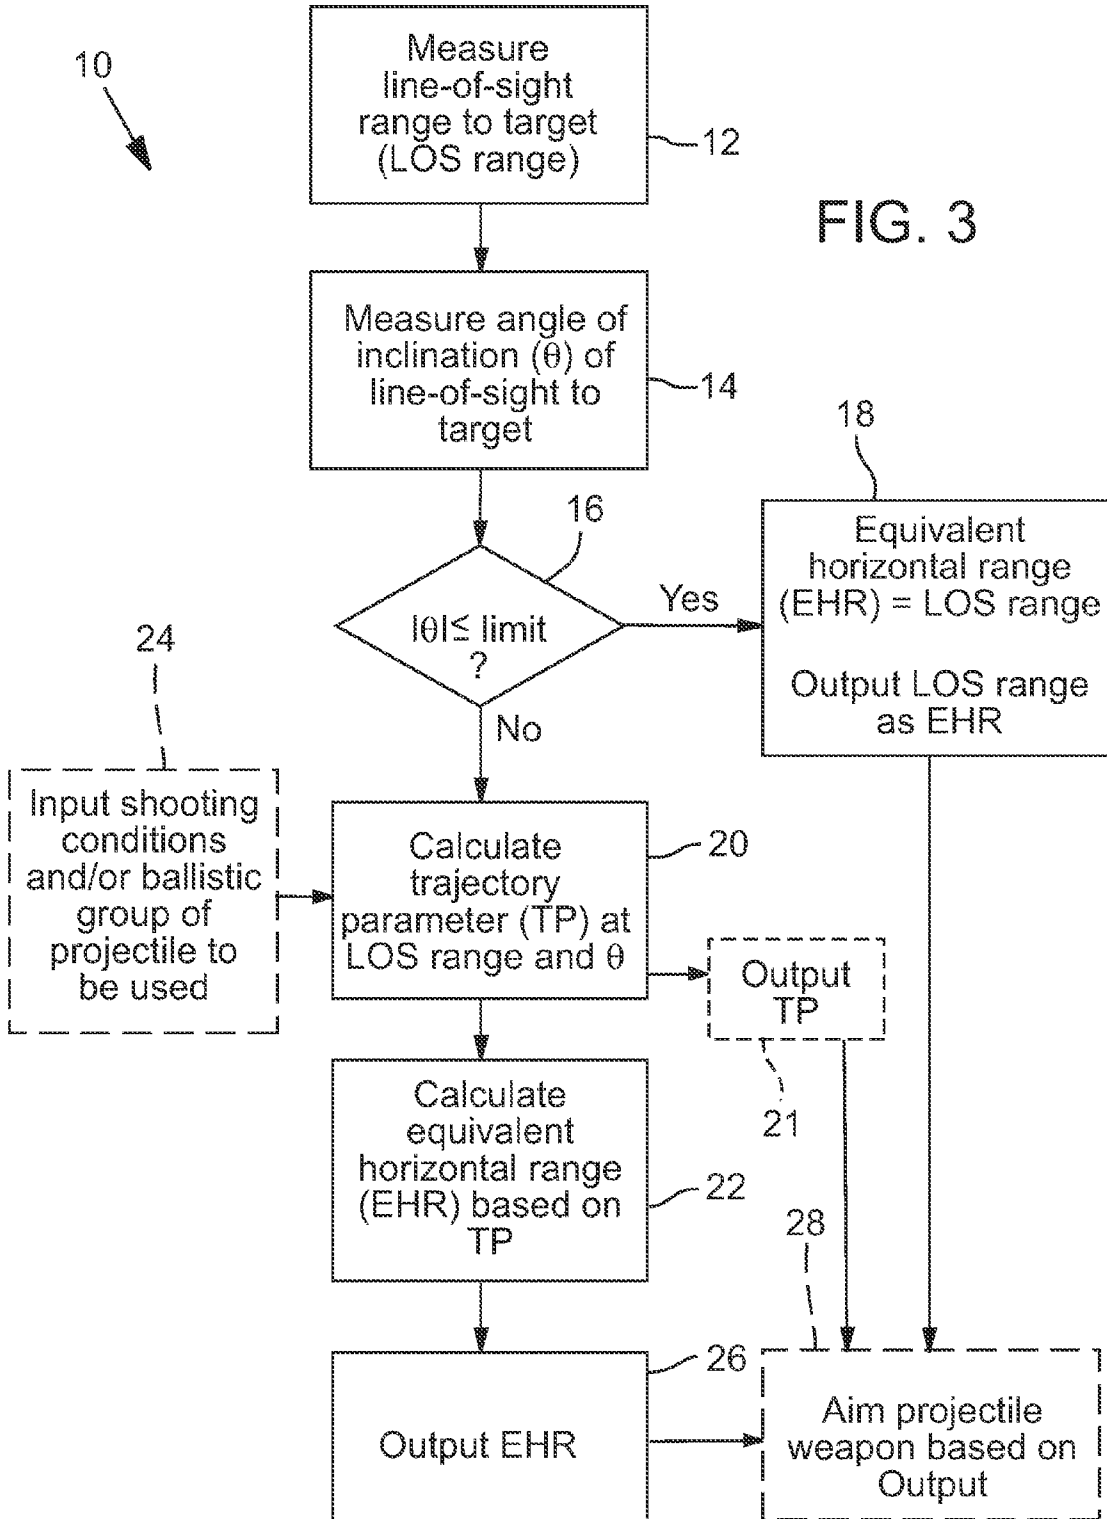 10
Measure
line-of-sight
range to target
(LOS range)
12
FIG. 3
Measure angle of
inclination (θ) of
line-of-sight to
target
14
16
18
Equivalent
horizontal range
(EHR) = LOS range
Output LOS range
as EHR
|θ|≤ limit
?
Yes
No
24
Input shooting
conditions
and/or ballistic
group of
projectile to
be used
Calculate
trajectory
parameter (TP) at
LOS range and θ
20
Output
TP
21
Calculate
equivalent
horizontal range
(EHR) based on
TP
22
28
26
Output EHR
Aim projectile
weapon based on
Output